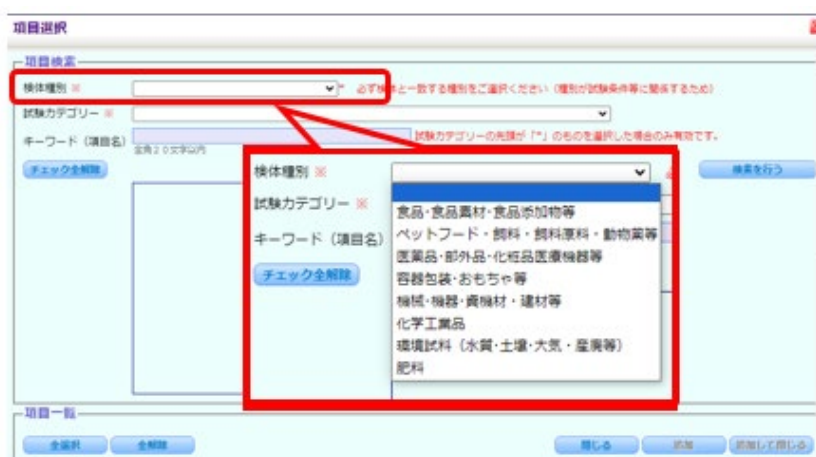 項目選択
項目検索
検体種別 ※
* 必ず検体と一致する種別をご選択ください（種別が試験条件等に関係するため）
試験カテゴリー ※
キーワード（項目名）
試験カテゴリーの先頭が「*」のものを選択した場合のみ有効です。
全角20文字以内
チェック全解除
検索を行う
検体種別 ※
試験カテゴリー ※
キーワード（項目名）
チェック全解除
食品･食品素材･食品添加物等
ペットフード・飼料・飼料原料・動物薬等
医薬品･部外品･化粧品医療機器等
容器包装･おもちゃ等
機械･機器･資機材・建材等
化学工業品
環境試料（水質･土壌･大気・産廃等）
肥料
項目一覧
全選択
全解除
閉じる
追加
追加して閉じる